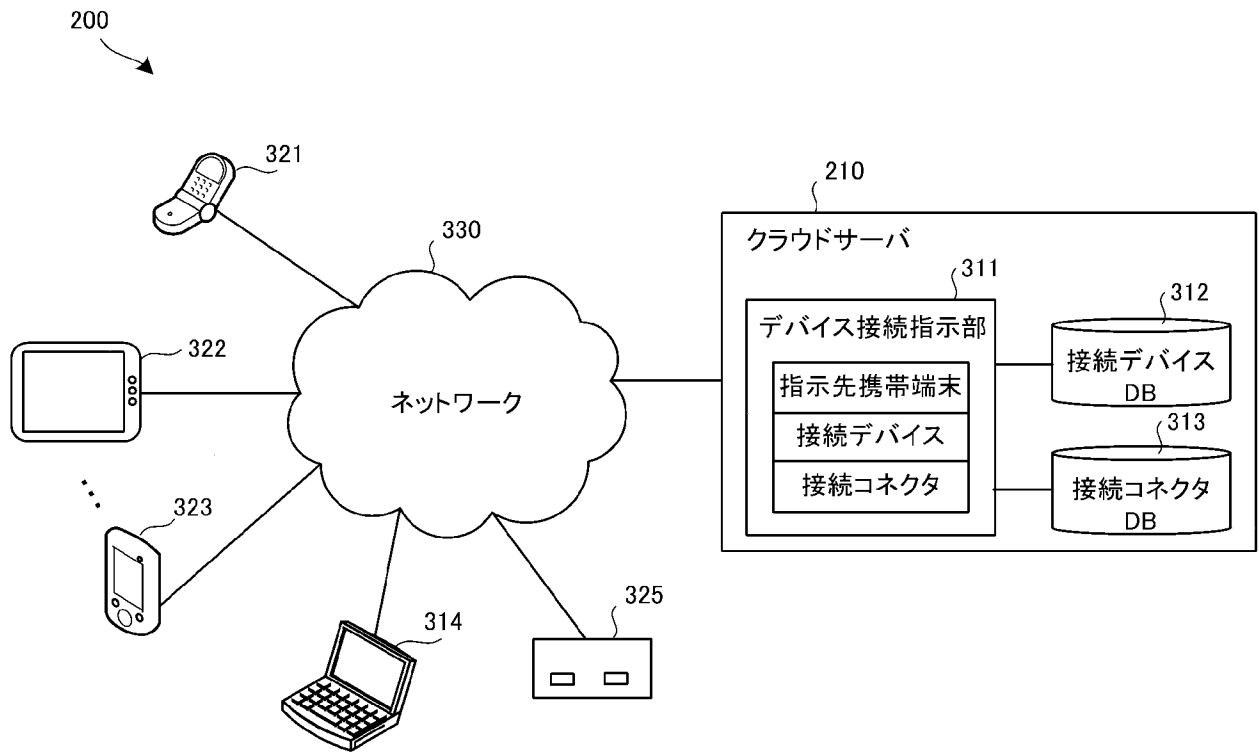 200
321
210
330
クラウドサーバ
311
312
デバイス接続指示部
322
接続デバイス
DB
指示先携帯端末
ネットワーク
接続デバイス
313
接続コネクタ
接続コネクタ
DB
323
314
325